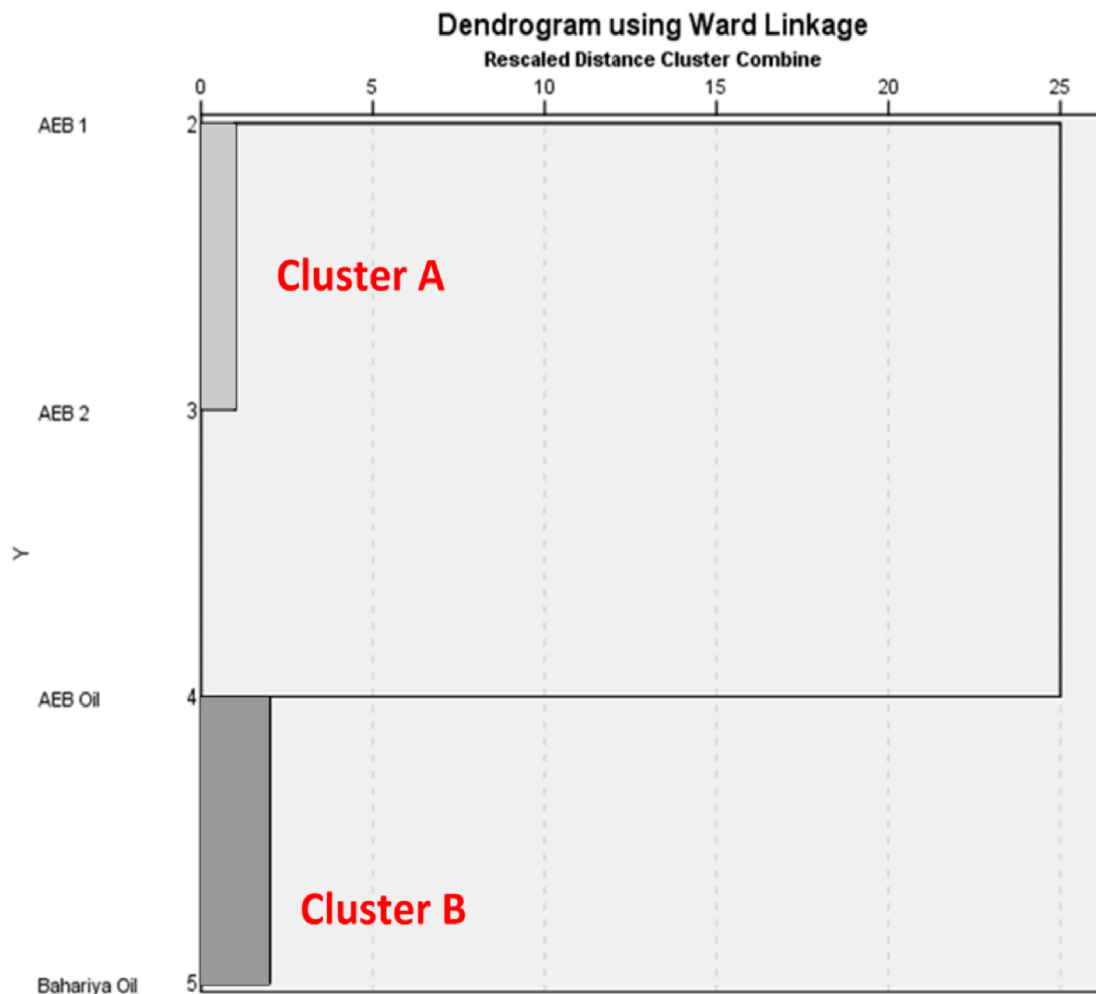 Dendrogram using Ward Linkage
Rescaled Distance Cluster Combine
0 5 10 15 20 25
AEB 1 2
Cluster A
AEB 2 3
Y
AEB Oil 4
Cluster B
Bahariya Oil 5